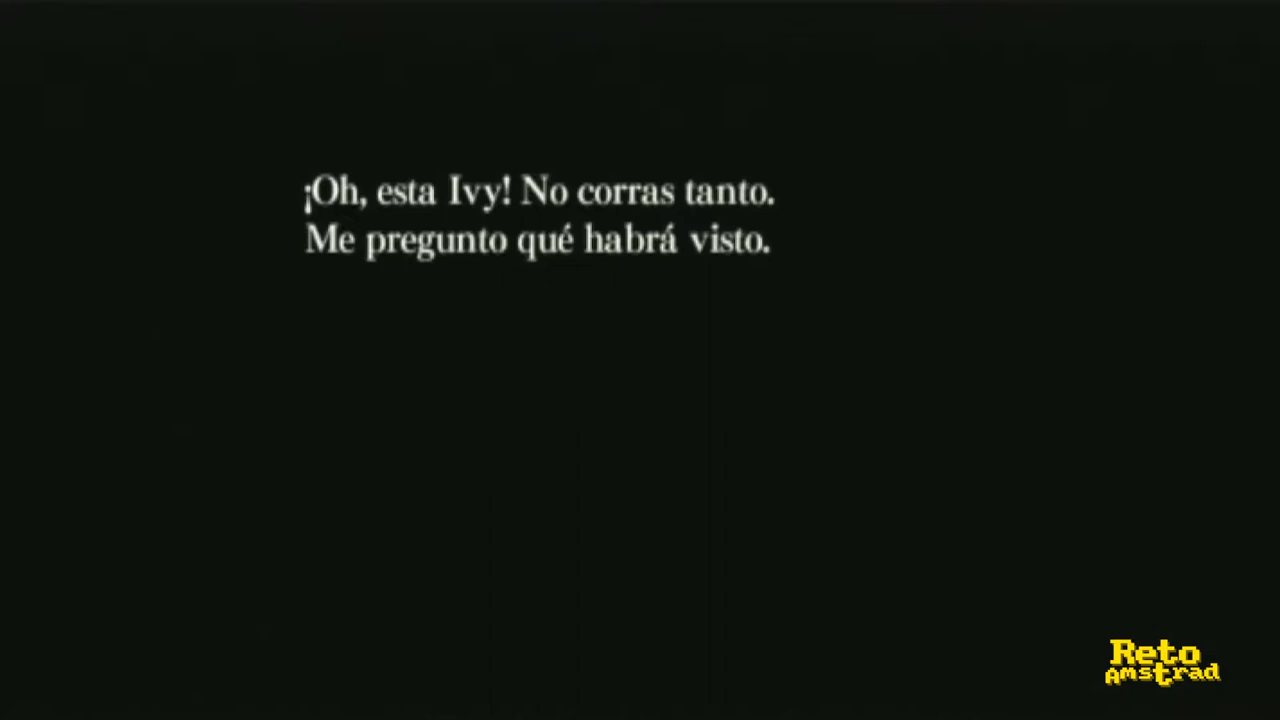 ¡Oh, esta Ivy! No corras tanto.
Me pregunto qué habrá visto.
Reto
Amstrad